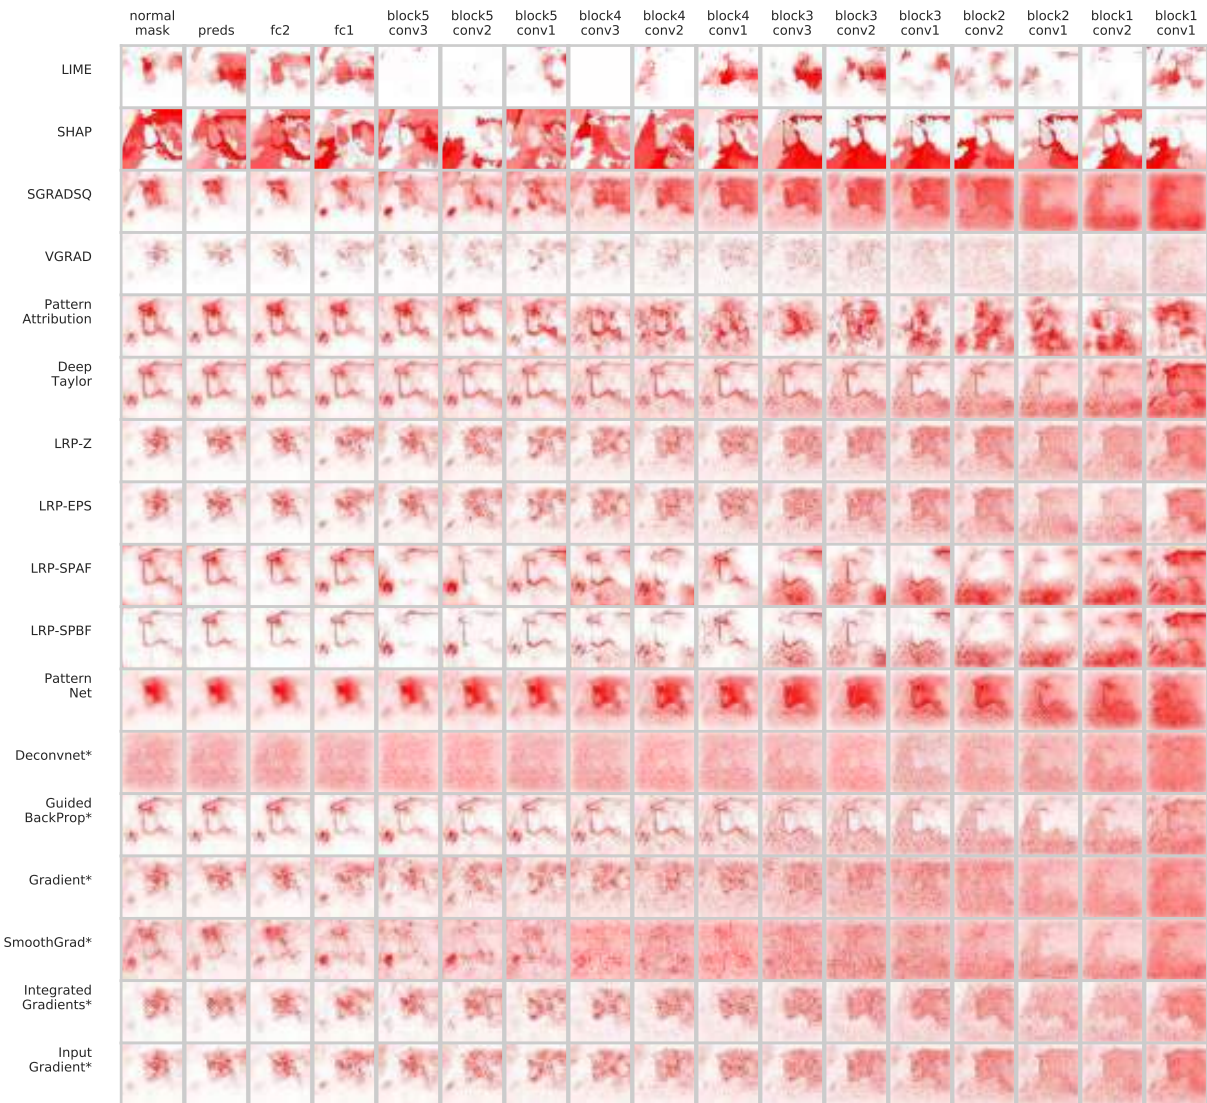 normal mask
preds
fc2
fc1
block5 conv3
block5 conv2
block5 conv1
block4 conv3
block4 conv2
block4 conv1
block3 conv3
block3 conv2
block3 conv1
block2 conv2
block2 conv1
block1 conv2
block1 conv1
LIME
SHAP
SGRADSQ
VGRAD
Pattern
Attribution
Deep
Taylor
LRP-Z
LRP-EPS
LRP-SPAF
LRP-SPBF
Pattern
Net
Deconvnet*
Guided
BackProp*
Gradient*
SmoothGrad*
Integrated
Gradients*
Input
Gradient*